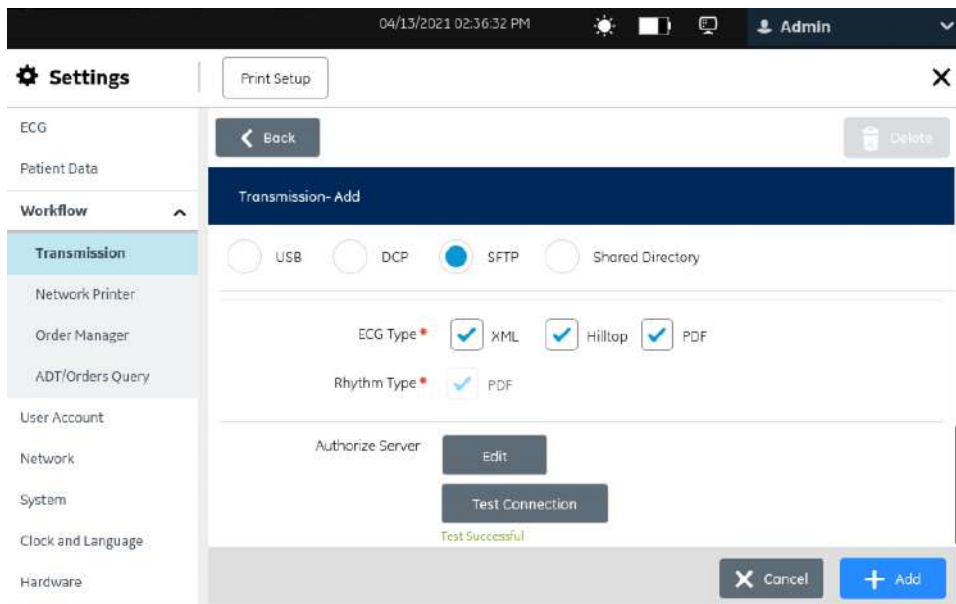 04/13/2021 02:36:32 PM Admin
Settings Print Setup
ECG
Back Delete
Patient Data
Workflow
Transmission- Add
Transmission
USB DCP SFTP Shared Directory
Network Printer
Order Manager
ECG Type* XML Hilltop PDF
ADT/Orders Query
Rhythm Type* PDF
User Account
Authorize Server Edit
Network
System
Test Connection
Clock and Language
Test Successful
Hardware
Cancel Add